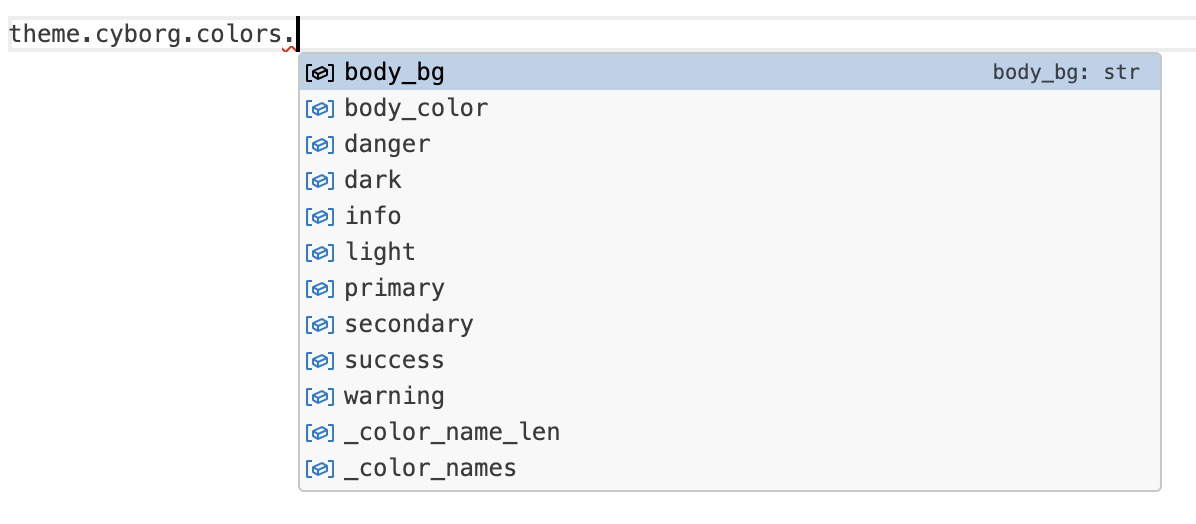 theme.cyborg.colors.
body_bg body_bg: str
body_color
danger
dark
info
light
primary
secondary
success
warning
_color_name_len
_color_names